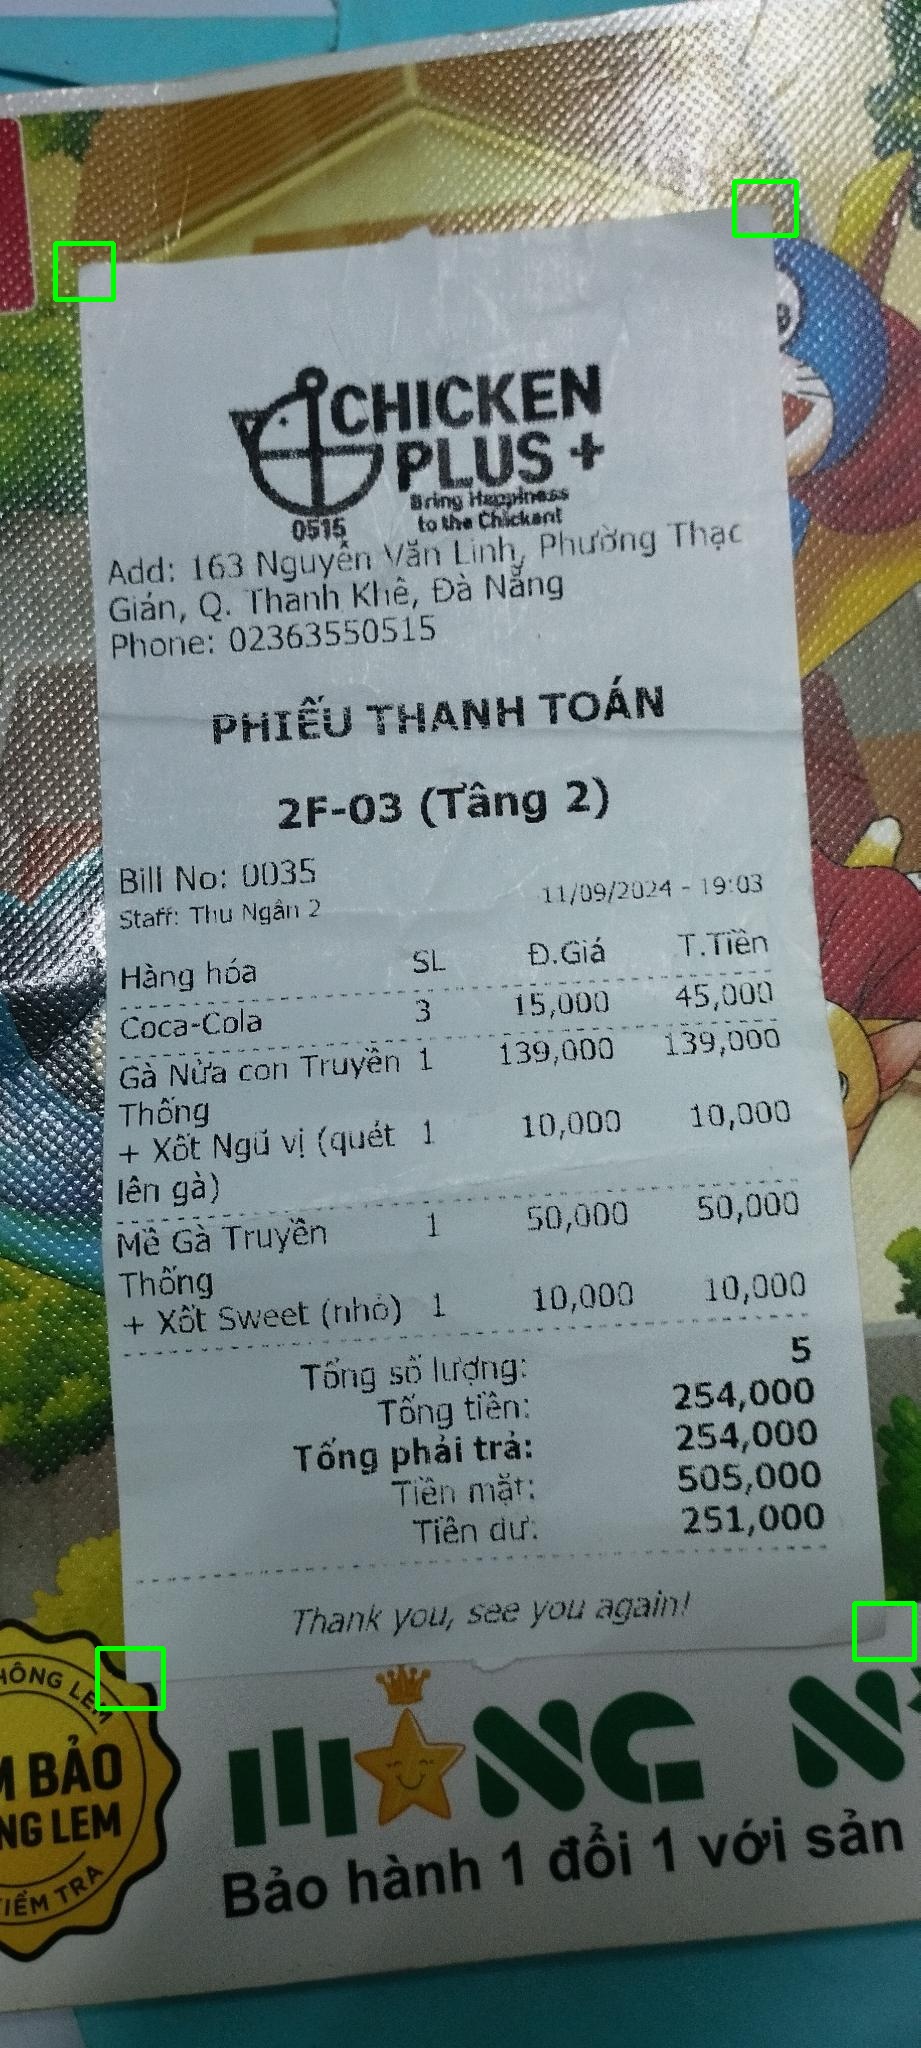 CHICKEN
PLUS +
Bring Happiness
to the Chickent
0515
Add: 163 Nguyễn Văn Linh, Phường Thạc
Gián, Q. Thanh Khê, Đà Nẵng
Phone: 02363550515
PHIẾU THANH TOÁN
2F-03 (Tầng 2)
Bill No: 0035
Staff: Thu Ngân 2 11/09/2024 - 19:03
Hàng hóa SL Đ.Giá T.Tiền
Coca-Cola 3 15,000 45,000
Gà Nửa con Truyền 1 139,000 139,000
Thống
+ Xốt Ngũ vị (quét 1 10,000 10,000
lên gà)
Mề Gà Truyền 1 50,000 50,000
Thống
+ Xốt Sweet (nhỏ) 1 10,000 10,000
Tổng số lượng: 5
Tổng tiền: 254,000
Tổng phải trả: 254,000
Tiền mặt: 505,000
Tiền dư: 251,000
Thank you, see you again!
HÔNG LEM
M BẢO
NG LEM
IỂM TRA
Bảo hành 1 đổi 1 với sản